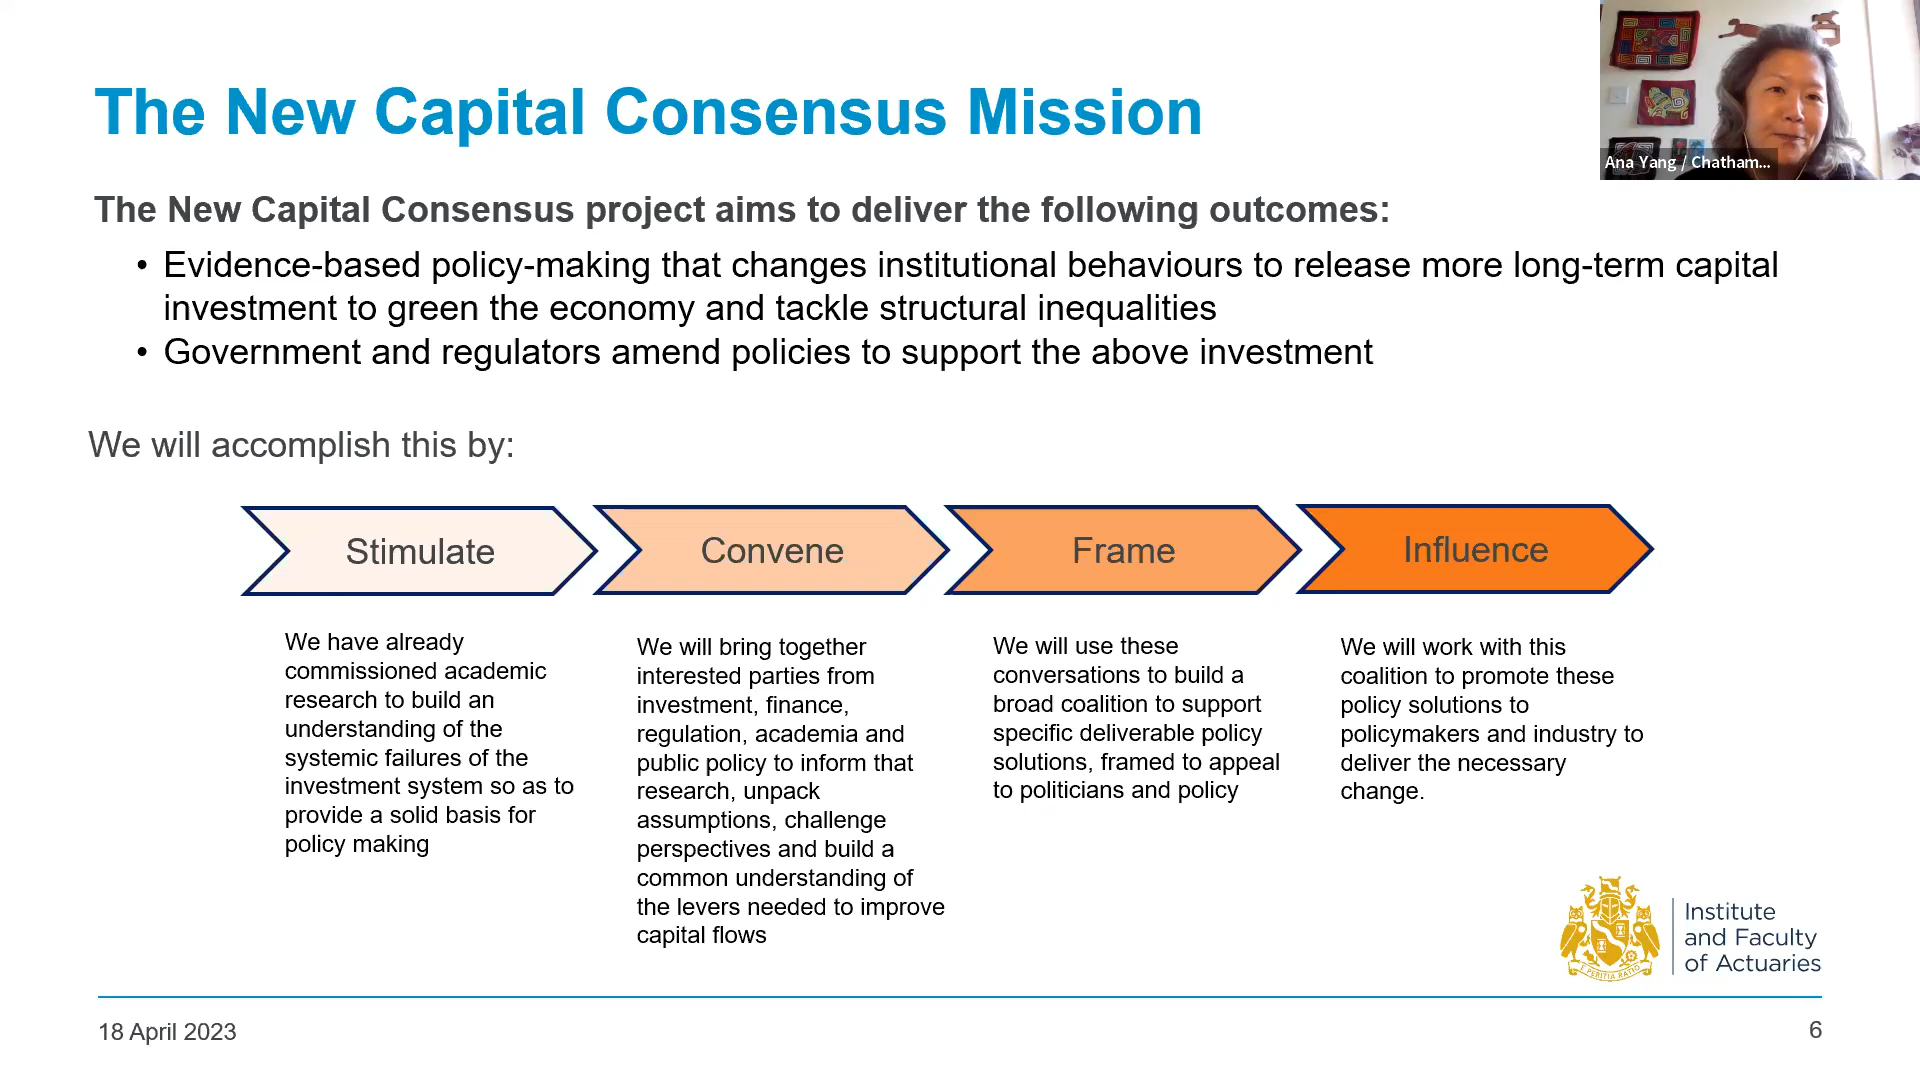 The New Capital Consensus Mission
Ana Yang / Chatham...
The New Capital Consensus project aims to deliver the following outcomes:
• Evidence-based policy-making that changes institutional behaviours to release more long-term capital
investment to green the economy and tackle structural inequalities
• Government and regulators amend policies to support the above investment
We will accomplish this by:
Stimulate
We have already
commissioned academic
research to build an
understanding of the
systemic failures of the
investment system so as to
provide a solid basis for
policy making
Convene
We will bring together
interested parties from
investment, finance,
regulation, academia and
public policy to inform that
research, unpack
assumptions, challenge
perspectives and build a
common understanding of
the levers needed to improve
capital flows
Frame
We will use these
conversations to build a
broad coalition to support
specific deliverable policy
solutions, framed to appeal
to politicians and policy
Influence
We will work with this
coalition to promote these
policy solutions to
policymakers and industry to
deliver the necessary
change.
E PERITIA RATIO
Institute
and Faculty
of Actuaries
18 April 2023
6